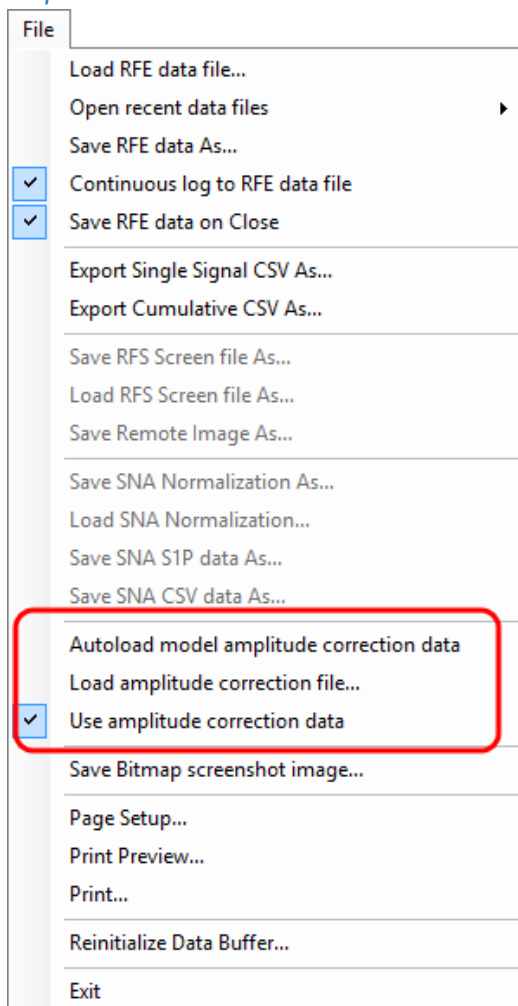 File
Load RFE data file...
Open recent data files
Save RFE data As...
Continuous log to RFE data file
Save RFE data on Close
Export Single Signal CSV As...
Export Cumulative CSV As...
Save RFS Screen file As...
Load RFS Screen file As...
Save Remote Image As...
Save SNA Normalization As...
Load SNA Normalization...
Save SNA S1P data As...
Save SNA CSV data As...
Autoload model amplitude correction data
Load amplitude correction file...
Use amplitude correction data
Save Bitmap screenshot image...
Page Setup...
Print Preview...
Print...
Reinitialize Data Buffer...
Exit